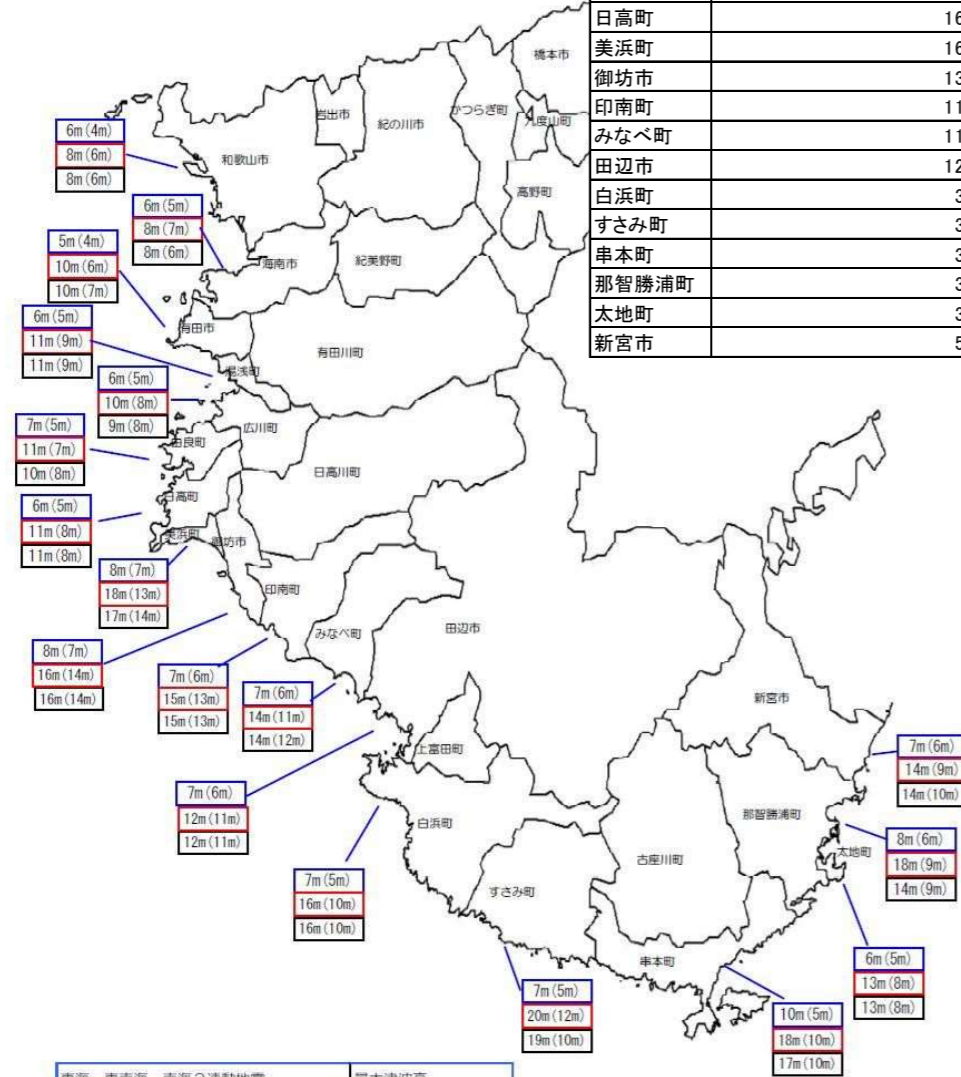 日高町 16
美浜町 16
御坊市 13
印南町 11
みなべ町 11
田辺市 12
白浜町 3
すさみ町 3
串本町 3
那智勝浦町 3
太地町 3
新宮市 5
橋本市
岩出市
紀の川市
かつらぎ町
九度山町
和歌山市
高野町
6m(4m)
8m(6m)
8m(6m)
6m(5m)
8m(7m)
8m(6m)
海南市
紀美野町
5m(4m)
10m(6m)
10m(7m)
有田市
有田川町
6m(5m)
11m(9m)
11m(9m)
湯浅町
6m(5m)
10m(8m)
9m(8m)
広川町
7m(5m)
11m(7m)
10m(8m)
由良町
日高川町
日高町
6m(5m)
11m(8m)
11m(8m)
美浜町
御坊市
8m(7m)
18m(13m)
17m(14m)
印南町
みなべ町
田辺市
8m(7m)
16m(14m)
16m(14m)
7m(6m)
15m(13m)
15m(13m)
7m(6m)
14m(11m)
14m(12m)
新宮市
上富田町
7m(6m)
14m(9m)
14m(10m)
7m(6m)
12m(11m)
12m(11m)
白浜町
那智勝浦町
8m(6m)
18m(9m)
14m(9m)
太地町
古座川町
7m(5m)
16m(10m)
16m(10m)
すさみ町
串本町
6m(5m)
13m(8m)
13m(8m)
7m(5m)
20m(12m)
19m(10m)
10m(5m)
18m(10m)
17m(10m)